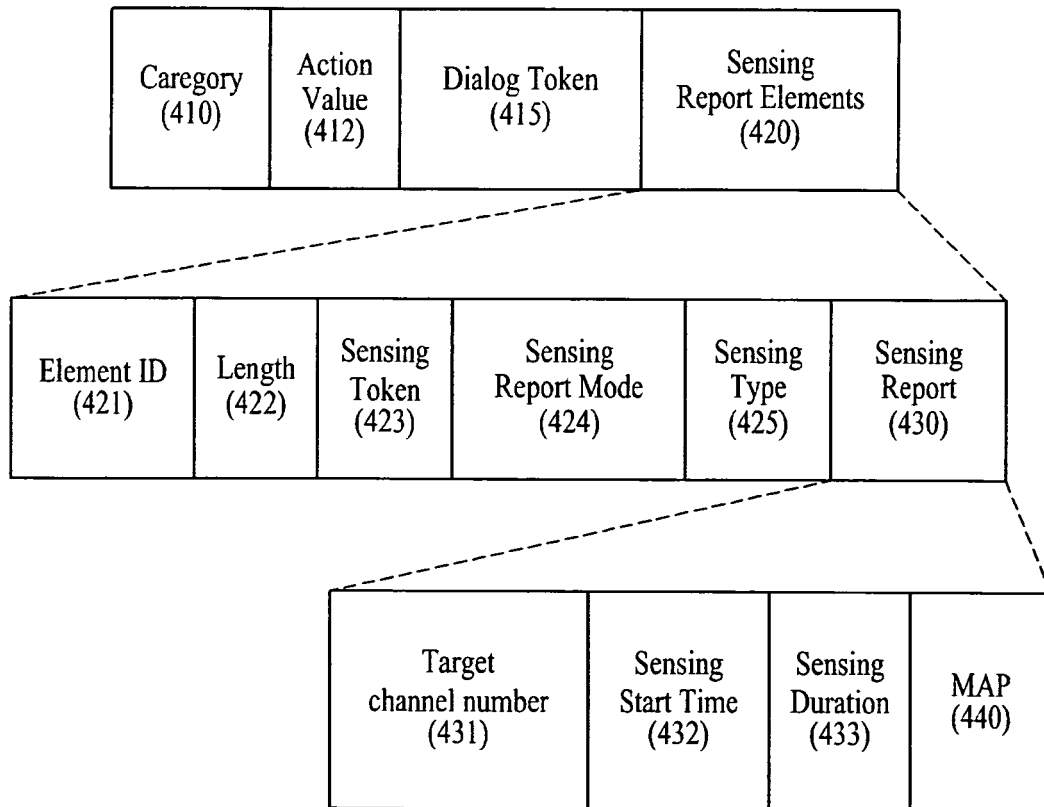 Caregory
(410)
Action
Value
(412)
Dialog Token
(415)
Sensing
Report Elements
(420)
Element ID
(421)
Length
(422)
Sensing
Token
(423)
Sensing
Report Mode
(424)
Sensing
Type
(425)
Sensing
Report
(430)
Target
channel number
(431)
Sensing
Start Time
(432)
Sensing
Duration
(433)
MAP
(440)